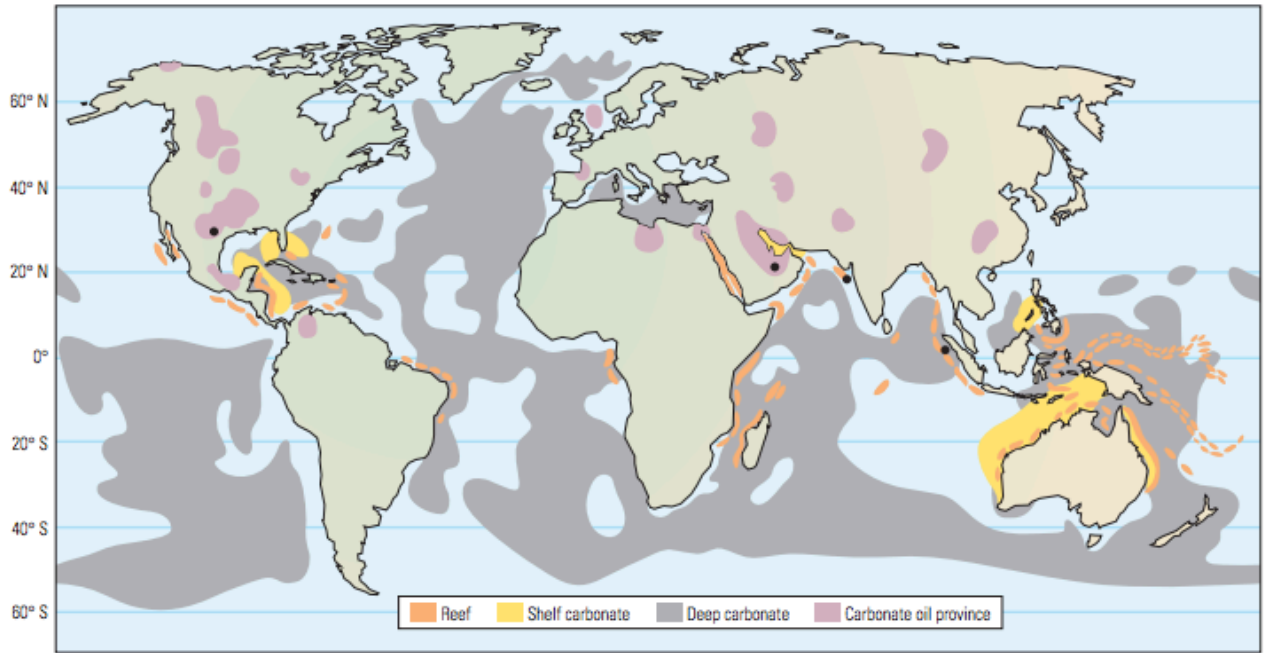 60° N
40° N
20° N
0°
20° S
40° S
60° S
Reef Shelf carbonate Deep carbonate Carbonate oil province